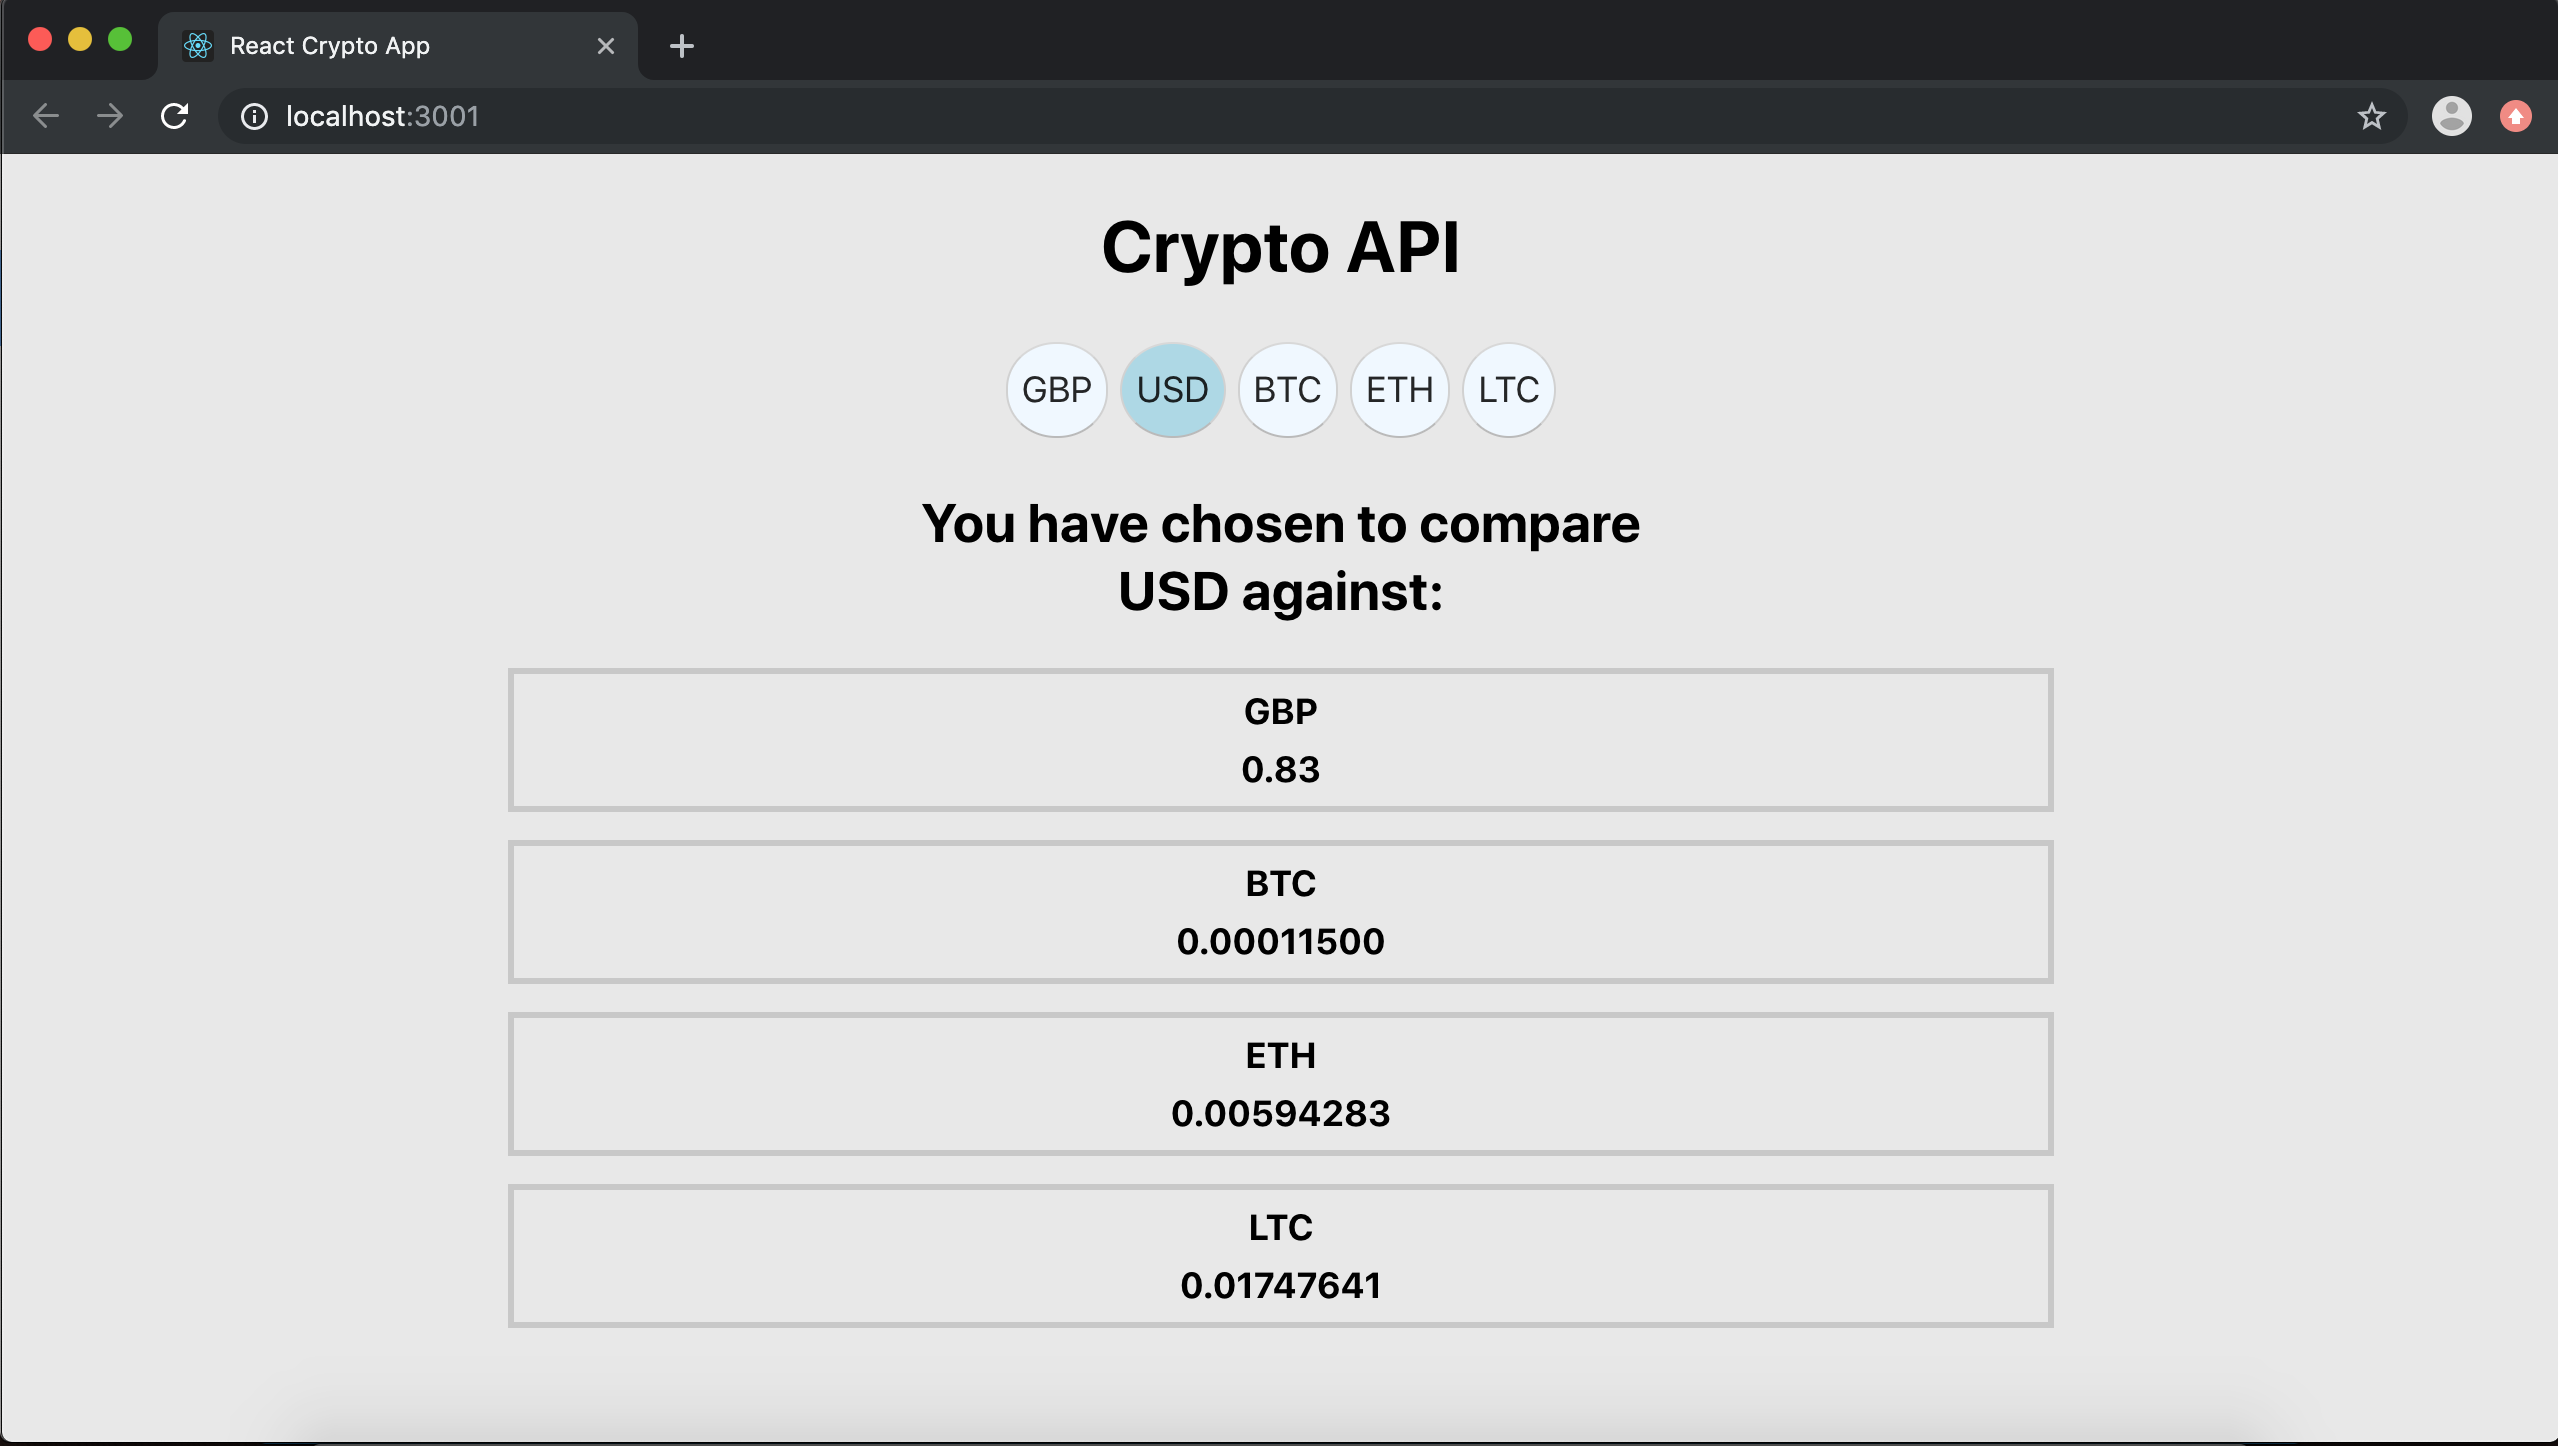 React Crypto App
localhost:3001
Crypto API
GBP USD BTC ETH LTC
You have chosen to compare
USD against:
GBP
0.83
BTC
0.00011500
ETH
0.00594283
LTC
0.01747641